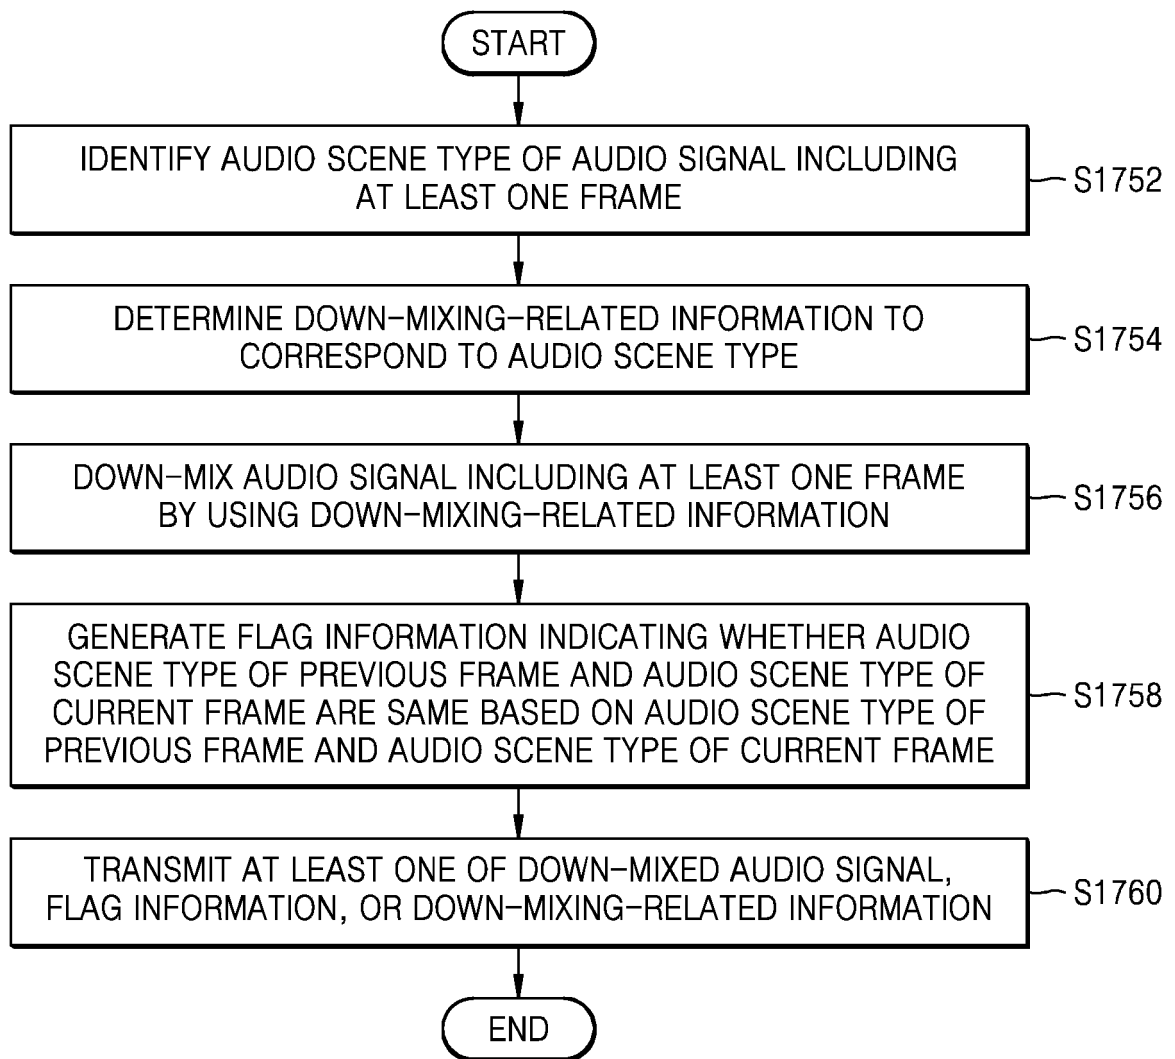 START
IDENTIFY AUDIO SCENE TYPE OF AUDIO SIGNAL INCLUDING
AT LEAST ONE FRAME
S1752
DETERMINE DOWN-MIXING-RELATED INFORMATION TO
CORRESPOND TO AUDIO SCENE TYPE
S1754
DOWN-MIX AUDIO SIGNAL INCLUDING AT LEAST ONE FRAME
BY USING DOWN-MIXING-RELATED INFORMATION
S1756
GENERATE FLAG INFORMATION INDICATING WHETHER AUDIO
SCENE TYPE OF PREVIOUS FRAME AND AUDIO SCENE TYPE OF
CURRENT FRAME ARE SAME BASED ON AUDIO SCENE TYPE OF
PREVIOUS FRAME AND AUDIO SCENE TYPE OF CURRENT FRAME
S1758
TRANSMIT AT LEAST ONE OF DOWN-MIXED AUDIO SIGNAL,
FLAG INFORMATION, OR DOWN-MIXING-RELATED INFORMATION
S1760
END